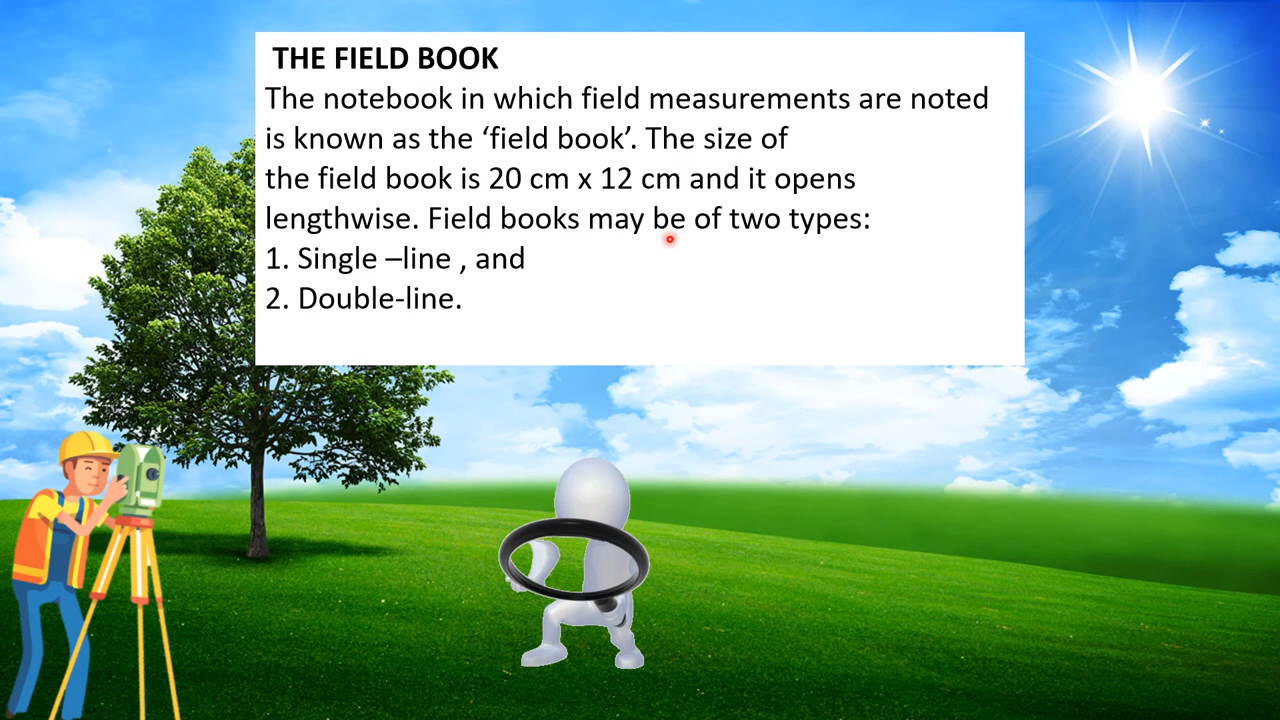 THE FIELD BOOK
The notebook in which field measurements are noted
is known as the ‘field book’. The size of
the field book is 20 cm x 12 cm and it opens
lengthwise. Field books may be of two types:
1. Single –line , and
2. Double-line.